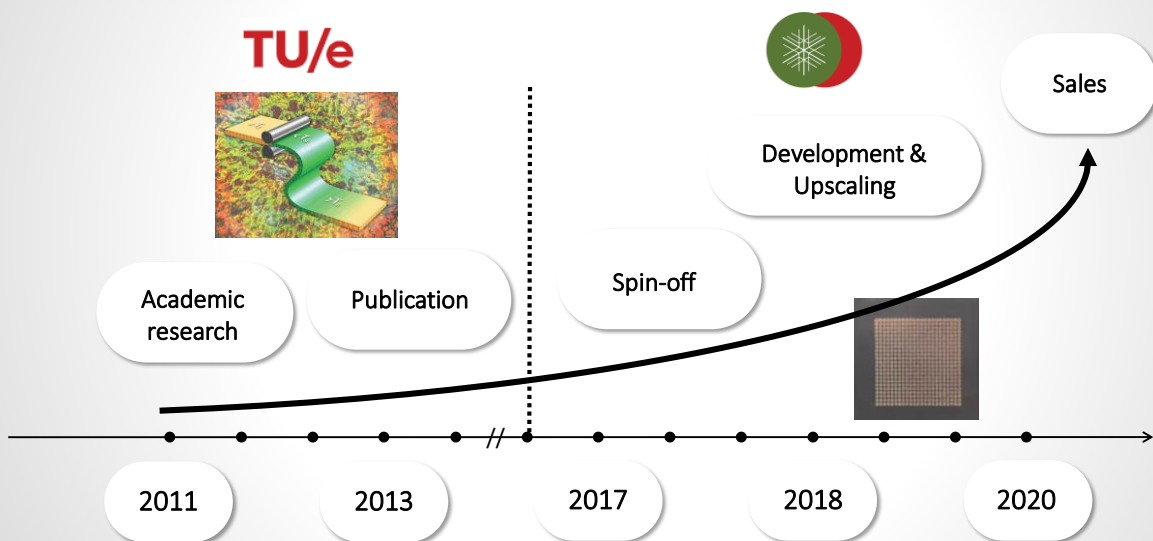 TU/e
Sales
Development &
Upscaling
Spin-off
Academic
research
Publication
//
2011
2013
2017
2018
2020